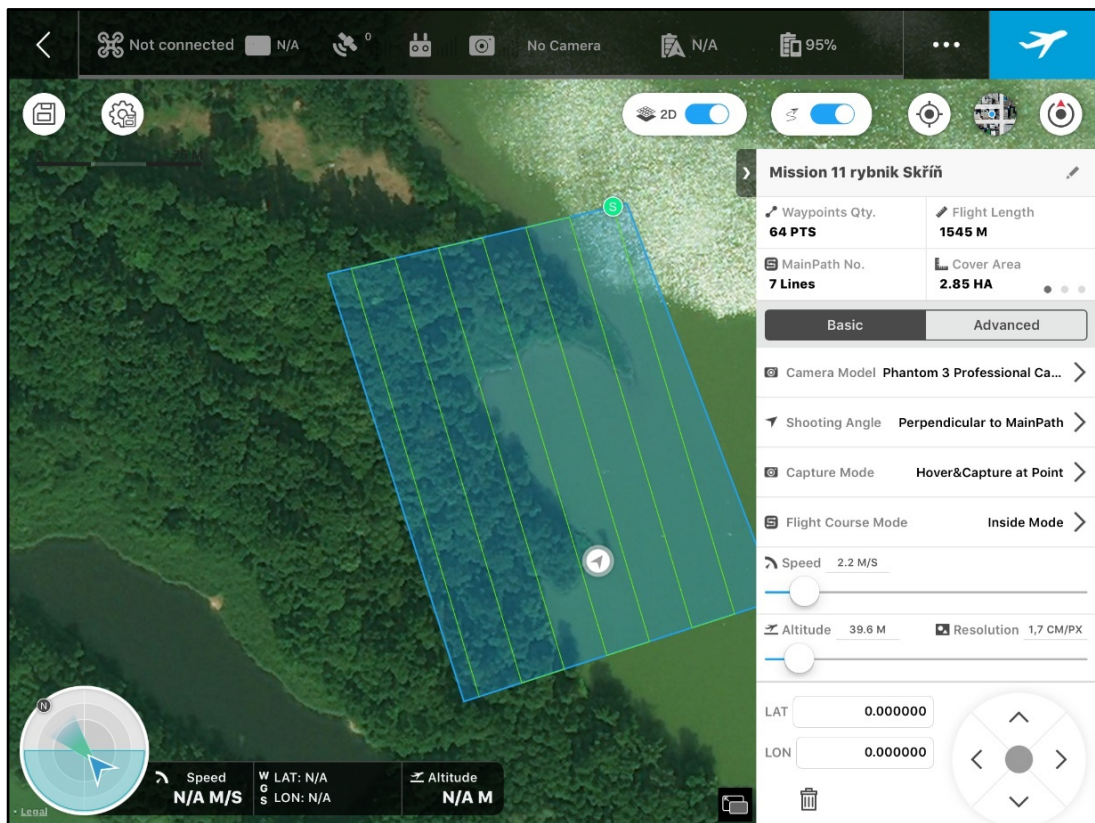 Not connected N/A 0 No Camera N/A 95%
2D
Mission 11 rybnik Skříň
Waypoints Qty. Flight Length
64 PTS 1545 M
MainPath No. Cover Area
7 Lines 2.85 HA
Basic Advanced
Camera Model Phantom 3 Professional Ca...
Shooting Angle Perpendicular to MainPath
Capture Mode Hover&Capture at Point
Flight Course Mode Inside Mode
Speed 2.2 M/S
Altitude 39.6 M Resolution 1,7 CM/PX
LAT 0.000000
LON 0.000000
S
N
Speed WGS LAT: N/A Altitude
N/A M/S LON: N/A N/A M
Legal